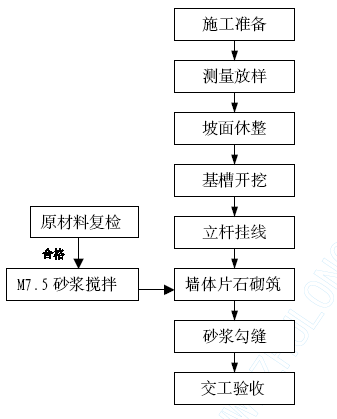 施工准备
测量放样
坡面休整
基槽开挖
原材料复检
立杆挂线
合格
M7.5砂浆搅拌
墙体片石砌筑
砂浆勾缝
交工验收